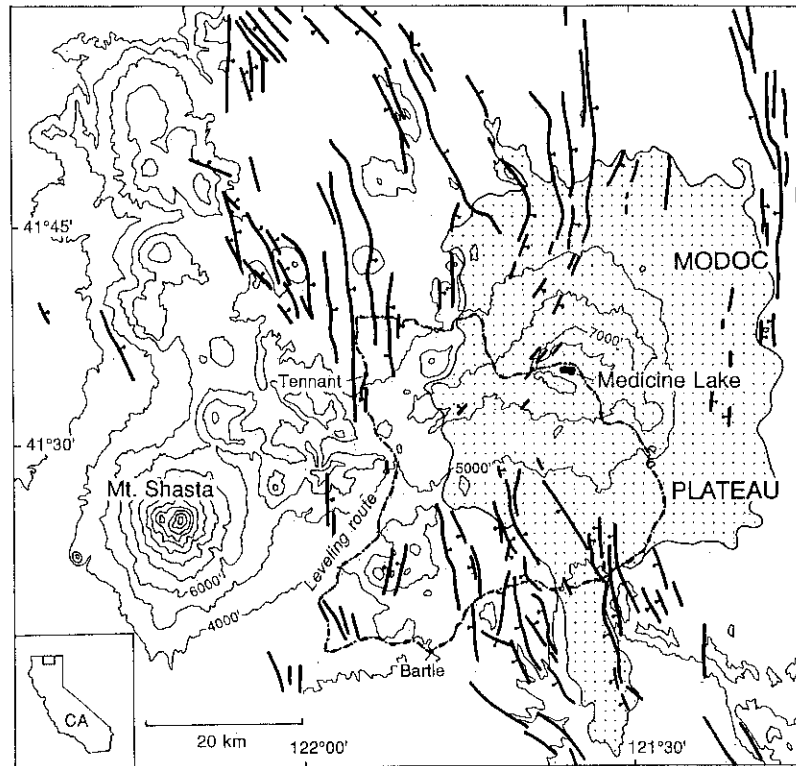 41°45'
MODOC
7000'
Tennant
Medicine Lake
41°30'
5000'
Mt. Shasta
PLATEAU
Leveling route
6000'
4000'
Bartle
CA
20 km
122°00'
121°30'